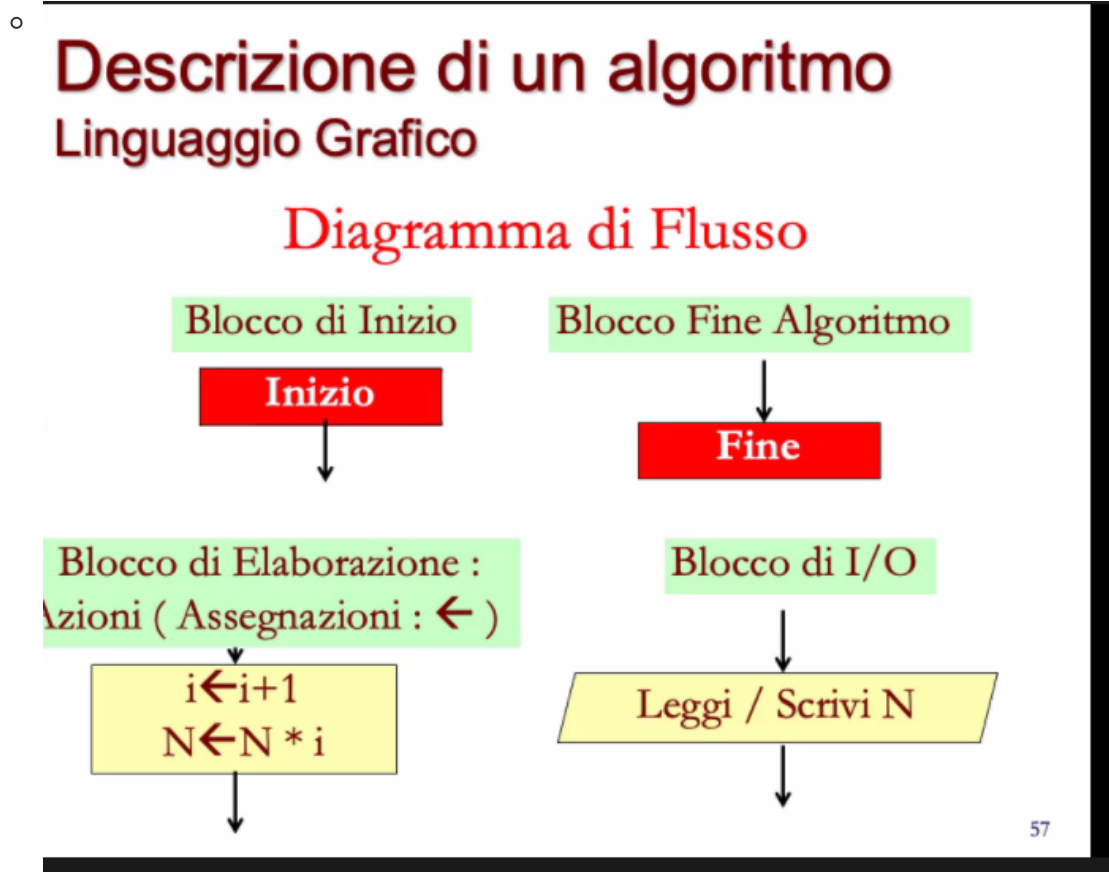 Descrizione di un algoritmo
Linguaggio Grafico
Diagramma di Flusso
Blocco di Inizio
Inizio
Blocco Fine Algoritmo
Fine
Blocco di Elaborazione :
Azioni ( Assegnazioni : ← )
i←i+1
N←N * i
Blocco di I/O
Leggi / Scrivi N
57